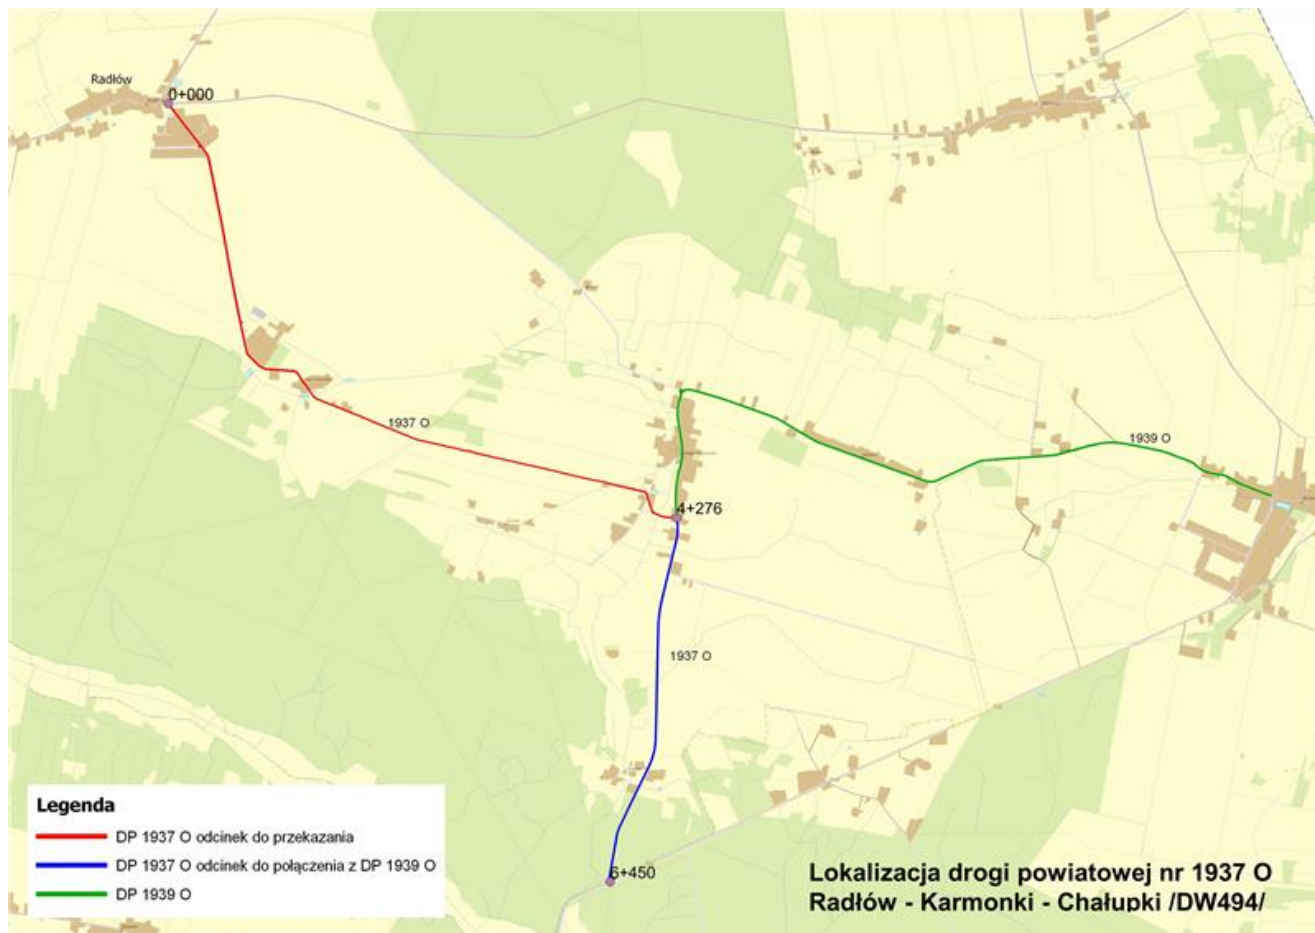 Radłów
0+000
1937 O
1939 O
4+276
1937 O
6+450
Legenda
DP 1937 O odcinek do przekazania
DP 1937 O odcinek do połączenia z DP 1939 O
DP 1939 O
Lokalizacja drogi powiatowej nr 1937 O
Radłów - Karmonki - Chałupki /DW494/